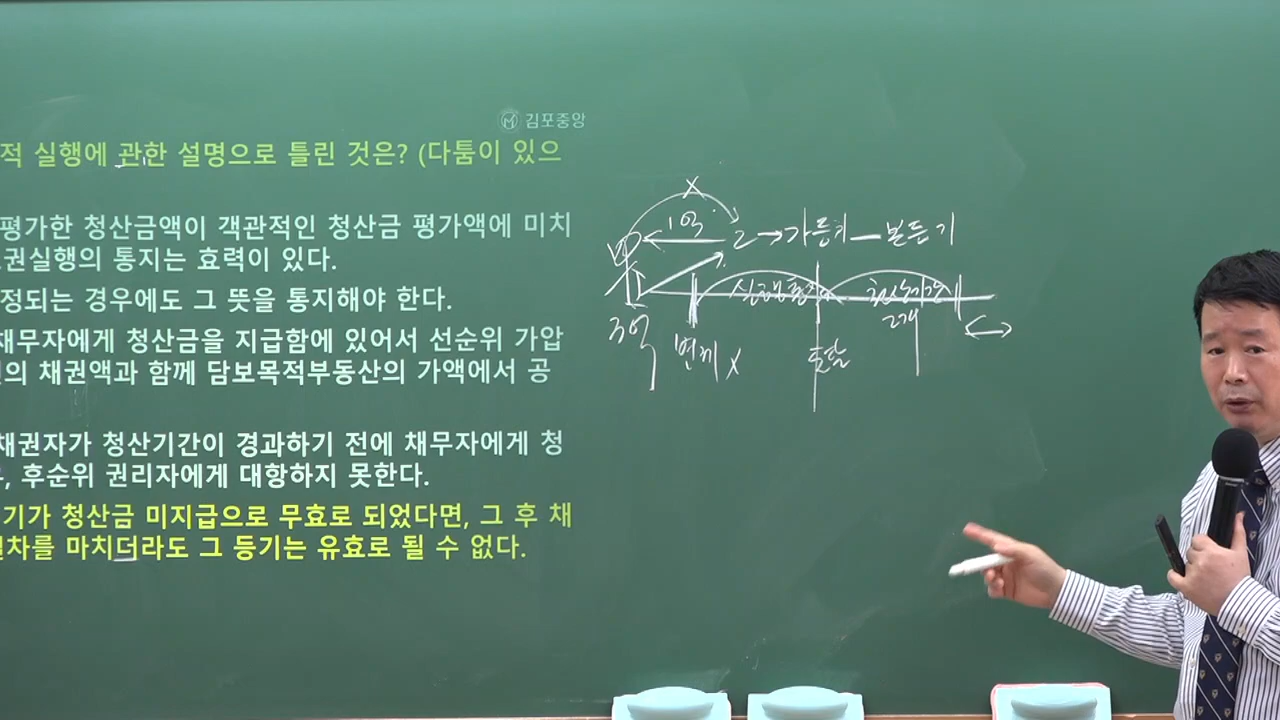 김포중앙
적 실행에 관한 설명으로 틀린 것은? (다툼이 있으
평가한 청산금액이 객관적인 청산금 평가액에 미치
권실행의 통지는 효력이 있다.
정되는 경우에도 그 뜻을 통지해야 한다.
채무자에게 청산금을 지급함에 있어서 선순위 가압
의 채권액과 함께 담보목적부동산의 가액에서 공
채권자가 청산기간이 경과하기 전에 채무자에게 청
, 후순위 권리자에게 대항하지 못한다.
기가 청산금 미지급으로 무효로 되었다면, 그 후 채
절차를 마치더라도 그 등기는 유효로 될 수 없다.
X
1억
甲 乙 → 가등기 — 본등기
실행통지 청산기간
2개
3억
변제 X
도달